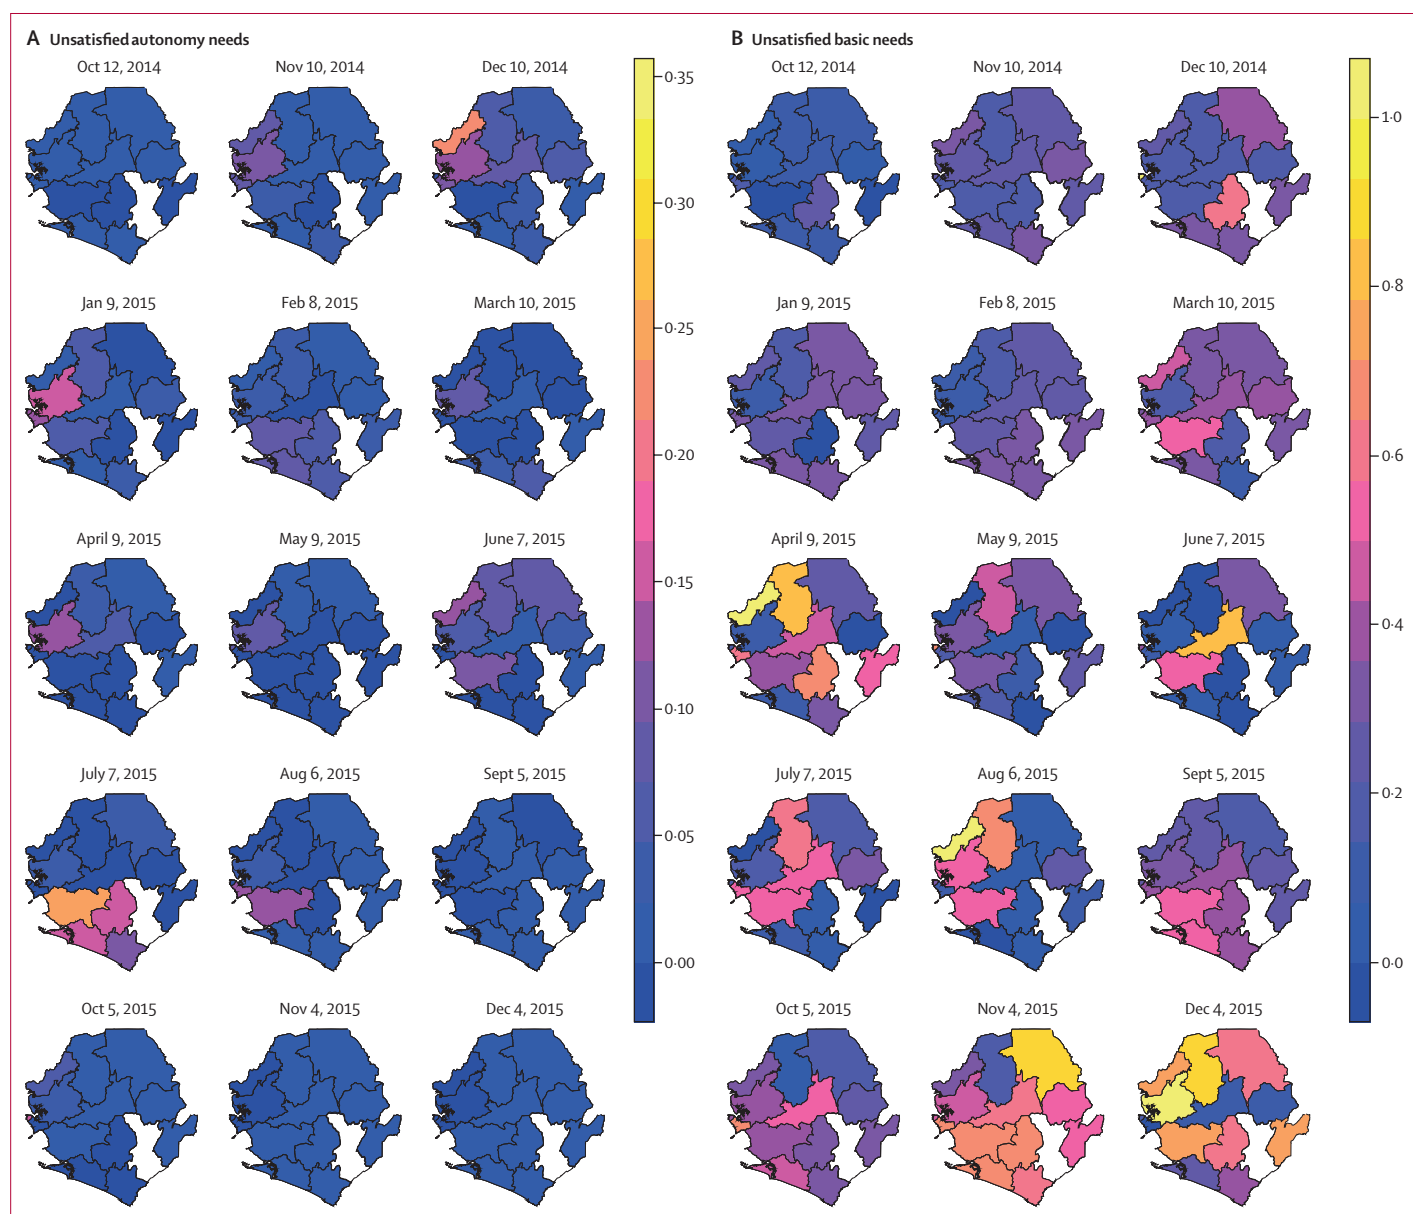 A Unsatisfied autonomy needs
Oct 12, 2014 Nov 10, 2014 Dec 10, 2014
Jan 9, 2015 Feb 8, 2015 March 10, 2015
April 9, 2015 May 9, 2015 June 7, 2015
July 7, 2015 Aug 6, 2015 Sept 5, 2015
Oct 5, 2015 Nov 4, 2015 Dec 4, 2015
0·35
0·30
0·25
0·20
0·15
0·10
0·05
0·00
B Unsatisfied basic needs
Oct 12, 2014 Nov 10, 2014 Dec 10, 2014
Jan 9, 2015 Feb 8, 2015 March 10, 2015
April 9, 2015 May 9, 2015 June 7, 2015
July 7, 2015 Aug 6, 2015 Sept 5, 2015
Oct 5, 2015 Nov 4, 2015 Dec 4, 2015
1·0
0·8
0·6
0·4
0·2
0·0